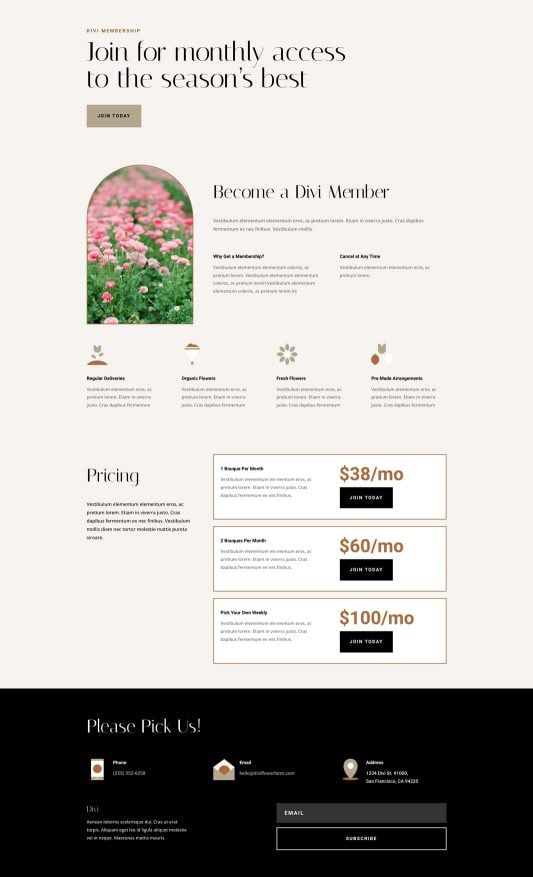 DIVI MEMBERSHIP
Join for monthly access
to the season's best
JOIN TODAY
Become a Divi Member
Vestibulum elementum elementum eros, ac pretium lorem. Etiam in viverra justo. Cras dapibus
fermentum ex nec finibus. Vestibulum mollis.
Why Get a Membership?
Vestibulum elementum elementum caleros, ac
pretium lorem. Vestibulum elementum elementum
caleros, ac pretium lorem.Vestibulum elementum
elementum caleros, ac pretium lorem.Ve
Cancel at Any Time
Vestibulum elementum elementum eros, ac
pretium lorem.
Regular Deliveries
Vestibulum elementum eros, ac
pretium lorem. Etiam in viverra
justo. Cras dapibus fermentum
Organic Flowers
Vestibulum elementum eros, ac
pretium lorem. Etiam in viverra
justo. Cras dapibus fermentum
Fresh Flowers
Vestibulum elementum eros, ac
pretium lorem. Etiam in viverra
justo. Cras dapibus fermentum
Pre Made Arrangements
Vestibulum elementum eros, ac
pretium lorem. Etiam in viverra
justo. Cras dapibus fermentum
Pricing
Vestibulum elementum elementum eros, ac
pretium lorem. Etiam in viverra justo. Cras
dapibus fermentum ex nec finibus. Vestibulum
mollis diam nec tortor molestie mattis
siroare.
1 Bouque Per Month
Vestibulum elementum elementum eros, ac
pretium lorem. Etiam in viverra justo. Cras
dapibus fermentum ex nec finibus.
$38/mo
JOIN TODAY
2 Bouques Per Month
Vestibulum elementum elementum eros, ac
pretium lorem. Etiam in viverra justo. Cras
dapibus fermentum ex nec finibus.
$60/mo
JOIN TODAY
Pick Your Own Weekly
Vestibulum elementum elementum eros, ac
pretium lorem. Etiam in viverra justo. Cras
dapibus fermentum ex nec finibus.
$100/mo
JOIN TODAY
Please Pick Us!
Phone
(255) 352-6258
Email
hello@diviflowerfarm.com
Address
1234 Divi St. #1000,
San Francisco, CA 94220
Divi
Aenean lobortis scelerisque dui. Cras at erat
turpis. Aliquam eget leo id ligula aliquet molestie
vel in neque. Maecenas mattis mauris.
EMAIL
SUBSCRIBE